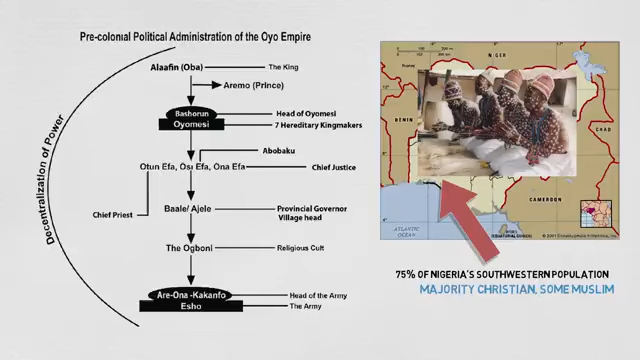 Pre-colonial Political Administration of the Oyo Empire
Alaafin (Oba)
The King
Aremo (Prince)
Bashorun
Head of Oyomesi
Oyomesi
7 Hereditary Kingmakers
Abobaku
Otun Efa, Osi Efa, Ona Efa
Chief Justice
Chief Priest
Baale/ Ajele
Provincial Governor
Village head
The Ogboni
Religious Cult
Are-Ona -Kakanfo
Head of the Army
Esho
The Army
Decentralization of Power
NIGER
BENIN
CHAD
CAMEROON
ATLANTIC
OCEAN
75% OF NIGERIA'S SOUTHWESTERN POPULATION
MAJORITY CHRISTIAN, SOME MUSLIM